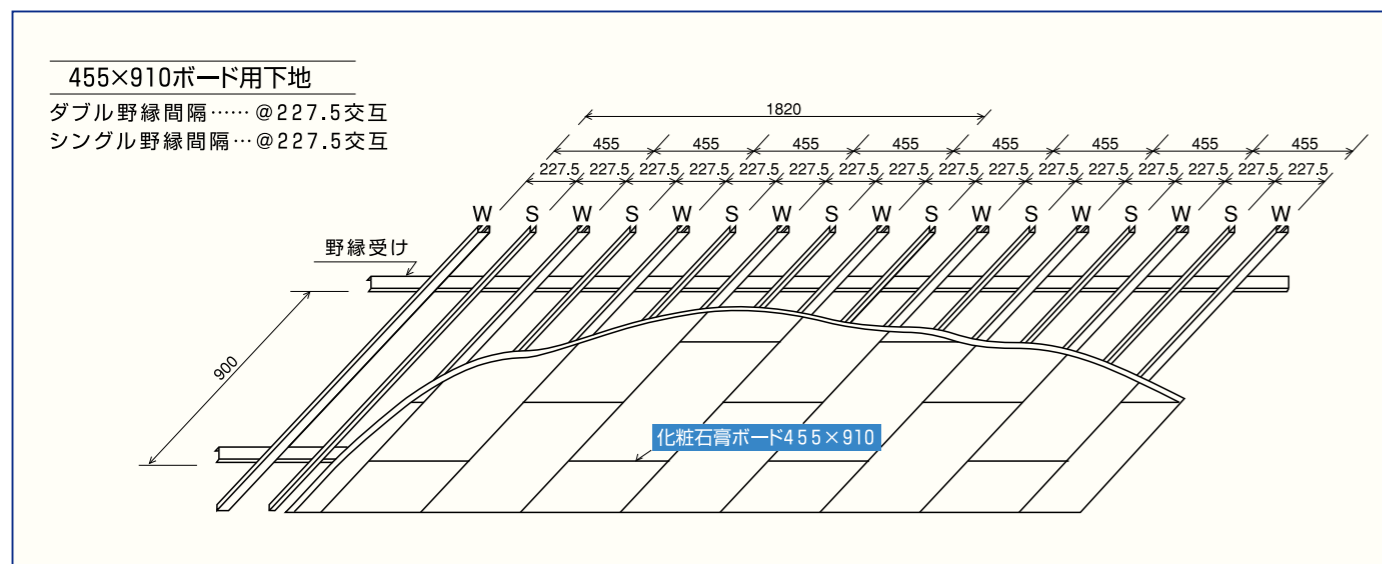 455×910ボード用下地
ダブル野縁間隔……@227.5交互
シングル野縁間隔…@227.5交互
1820
455 455 455 455 455 455 455 455
227.5 227.5 227.5 227.5 227.5 227.5 227.5 227.5 227.5 227.5 227.5 227.5 227.5 227.5 227.5 227.5
W S W S W S W S W S W S W S W S W
野縁受け
900
化粧石膏ボード455×910